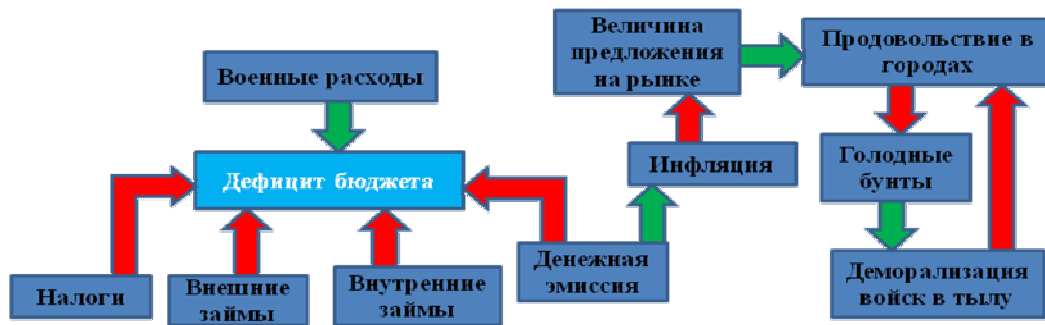 Военные расходы
Дефицит бюджета
Налоги
Внешние
займы
Внутренние
займы
Денежная
эмиссия
Инфляция
Величина
предложения
на рынке
Продовольствие в
городах
Голодные
бунты
Деморализация
войск в тылу